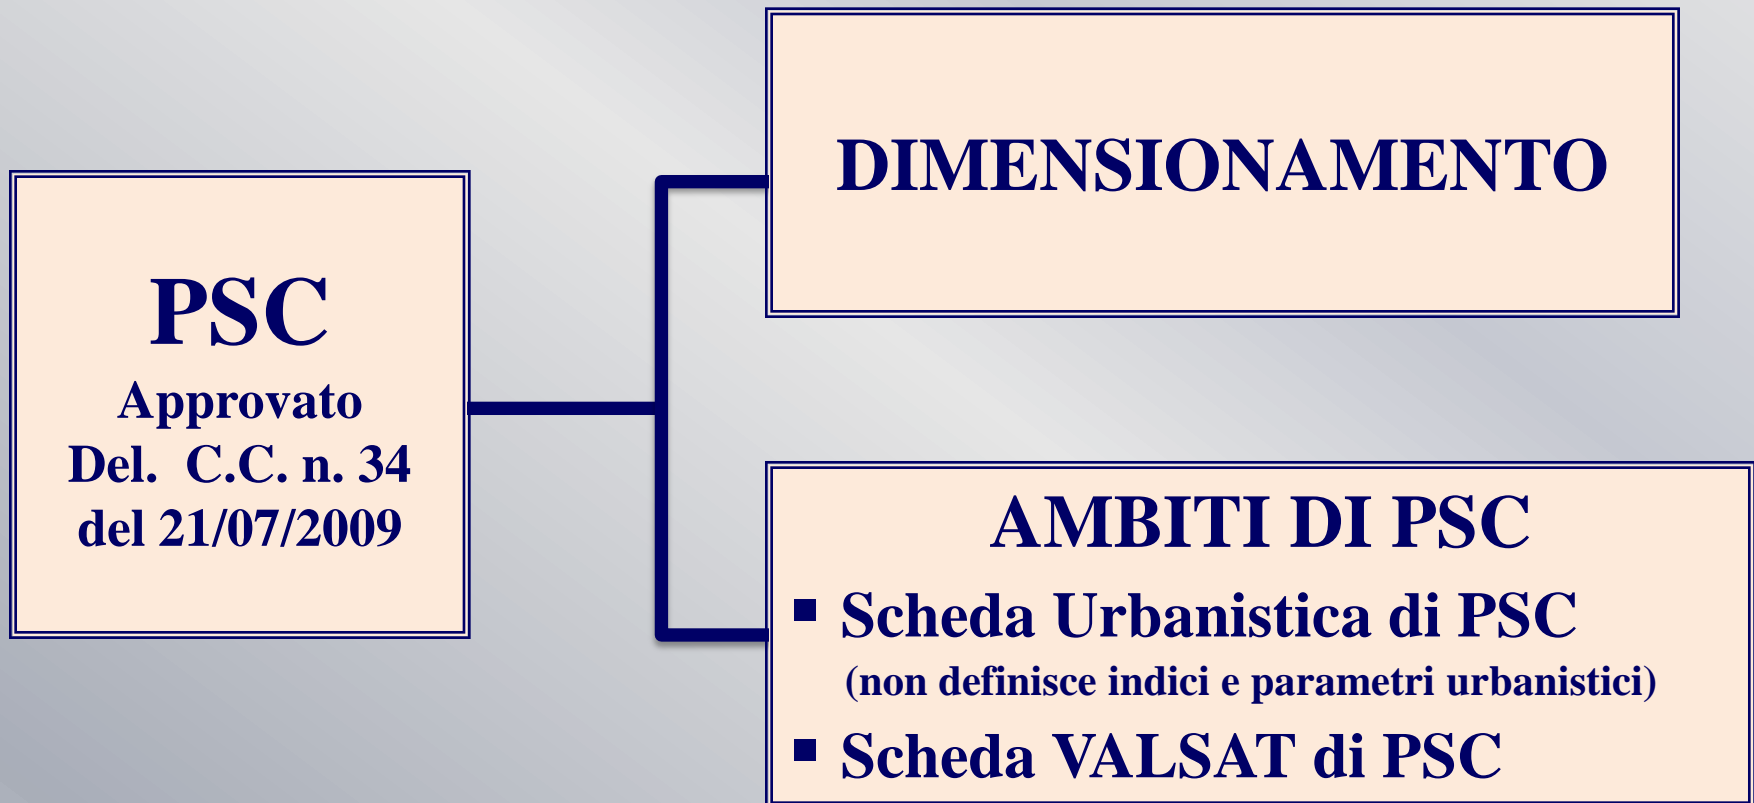 PSC
Approvato
Del. C.C. n. 34
del 21/07/2009
DIMENSIONAMENTO
AMBITI DI PSC
▪ Scheda Urbanistica di PSC
(non definisce indici e parametri urbanistici)
▪ Scheda VALSAT di PSC